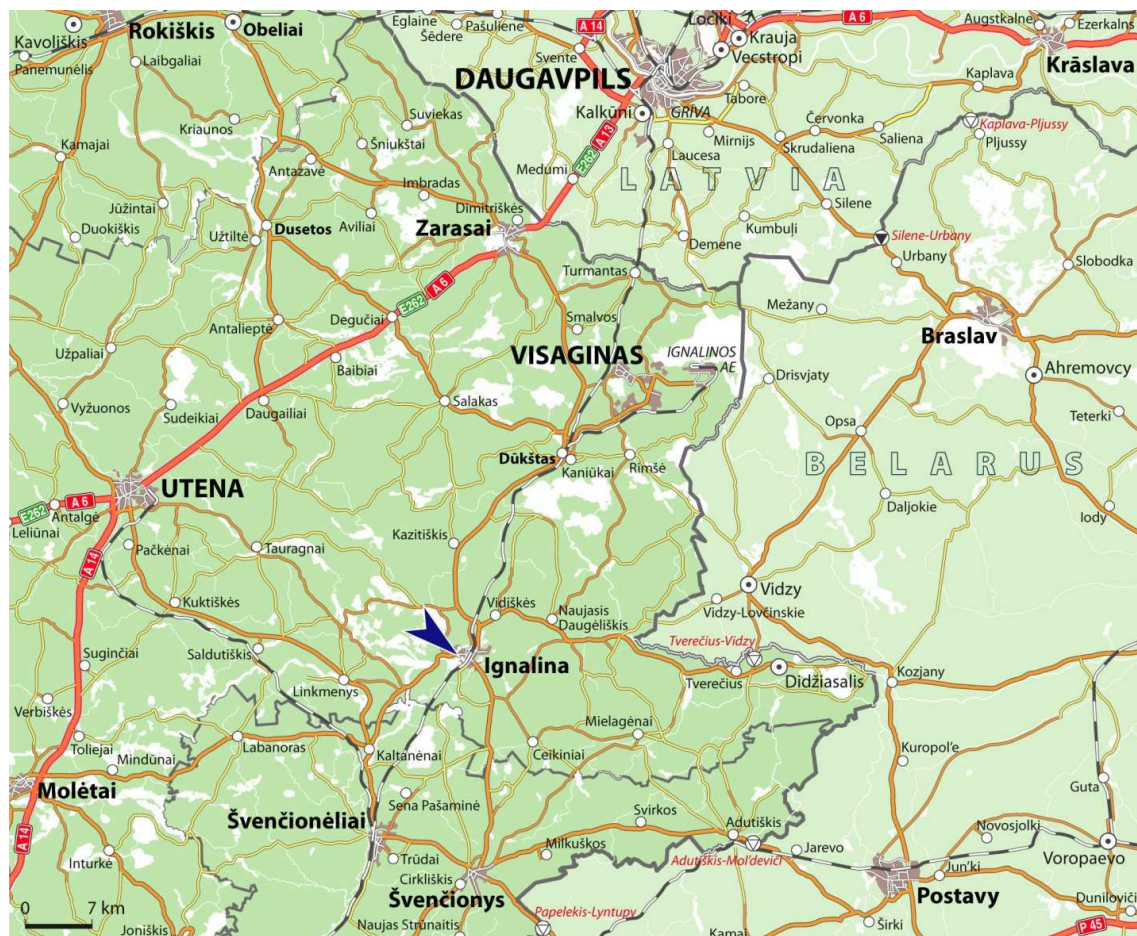 Kavoliškis
Rokiškis
Obeliai
Eglaine
Pašuliene
Šēdere
A 14
Svente
Lociki
Krauja
Vecstropi
A 6
Augstkalne
Ezerkalns
Krāslava
Panemunėlis
Laibgaliai
DAUGAVPILS
Kalkūni
GRĪVA
Tabore
Kaplava
Kriaunos
Suviekas
Šniukštai
A 13
E262
Mirnijs
Červonka
Skrudaliena
Saliena
Kaplava-Pljussy
Pljussy
Kamajai
Antazavė
Imbradas
Medumi
Laucesa
LATVIA
Jūžintai
Duokiškis
Užtiltė
Dusetos
Aviliai
Dimitriškės
Zarasai
Demene
Kumbuļi
Silene
Silene-Urbany
Urbany
Slobodka
A 6
E262
Turmantas
Mežany
Antalieptė
Degučiai
Smalvos
Braslav
Užpaliai
Baibiai
VISAGINAS
IGNALINOS
AE
Drisvjaty
Ahremovcy
Vyžuonos
Sudeikiai
Daugailiai
Salakas
Opsa
Teterki
Dūkštas
Kaniūkai
Rimšė
BELARUS
UTENA
A 6
E262
Antalgė
Leliūnai
Daljokie
Iody
Pačkėnai
Tauragnai
Kazitiškis
A 14
Kuktiškės
Vidiškės
Naujasis
Daugėliškis
Vidzy
Vidzy-Lovčinskie
Tverečius-Vidzy
Suginčiai
Saldutiškis
Linkmenys
Ignalina
Tverečius
Didžiasalis
Kozjany
Verbiškės
Toliejai
Mindūnai
Labanoras
Kaltanėnai
Mielagėnai
Ceikiniai
Kuropol'e
Molėtai
Sena Pašaminė
Guta
Švenčionėliai
Svirkos
Adutiškis
Novosjolki
A 14
Inturkė
Trūdai
Milkuškos
Adutiškis-Mol'deviči
Jarevo
Voropaevo
Cirkliškis
Jun'ki
Švenčionys
Postavy
Duniloviči
0
7 km
Joniškis
Naujas Strūnaitis
Papelekis-Lyntupy
Širki
Kamai
P 45